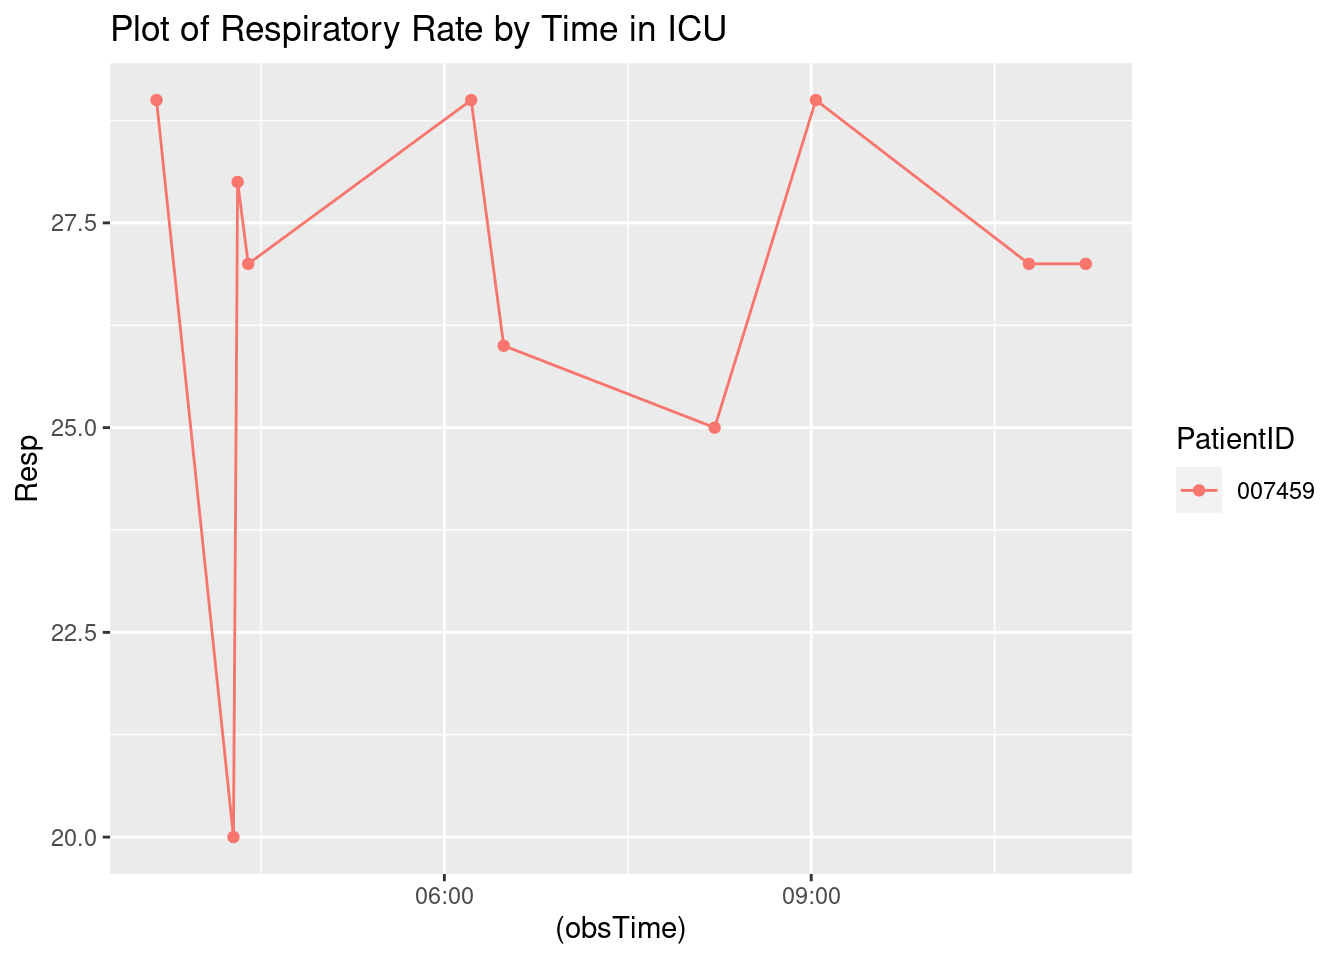 Plot of Respiratory Rate by Time in ICU
27.5
25.0
22.5
20.0
Resp
06:00
09:00
(obsTime)
PatientID
007459